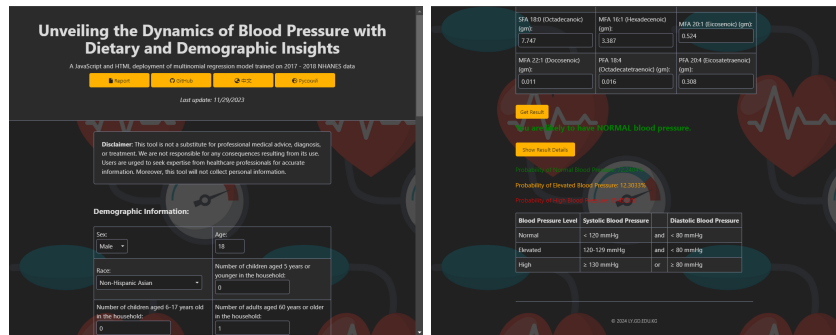 Unveiling the Dynamics of Blood Pressure with
Dietary and Demographic Insights
A JavaScript and HTML deployment of multinomial regression model trained on 2017 - 2018 NHANES data
Report
GitHub
中文
Русский
Last update: 11/29/2023
Disclaimer: This tool is not a substitute for professional medical advice, diagnosis,
or treatment. We are not responsible for any consequences resulting from its use.
Users are urged to seek expertise from healthcare professionals for accurate
information. Moreover, this tool will not collect personal information.
Demographic Information:
Sex:
Male
Age:
18
Race:
Non-Hispanic Asian
Number of children aged 5 years or
younger in the household:
0
Number of children aged 6-17 years old
in the household:
0
Number of adults aged 60 years or older
in the household:
1
SFA 18:0 (Octadecanoic)
(gm):
7.747
MFA 16:1 (Hexadecenoic)
(gm):
3.387
MFA 20:1 (Eicosenoic) (gm):
0.524
MFA 22:1 (Docosenoic)
(gm):
0.011
PFA 18:4
(Octadecatetraenoic) (gm):
0.016
PFA 20:4 (Eicosatetraenoic)
(gm):
0.308
Get Result
You are likely to have NORMAL blood pressure.
Show Result Details
Probability of Normal Blood
Probability of Elevated Blood Pressure: 12.3033%
Probability of High Blood
Blood Pressure Level Systolic Blood Pressure Diastolic Blood Pressure
Normal < 120 mmHg and < 80 mmHg
Elevated 120-129 mmHg and < 80 mmHg
High ≥ 130 mmHg or ≥ 80 mmHg